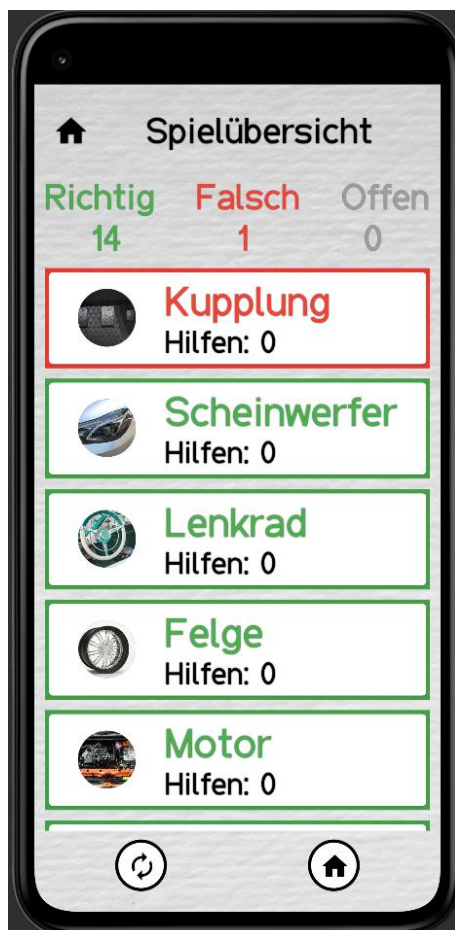 Spielübersicht
Richtig Falsch Offen
14 1 0
Kupplung
Hilfen: 0
Scheinwerfer
Hilfen: 0
Lenkrad
Hilfen: 0
Felge
Hilfen: 0
Motor
Hilfen: 0